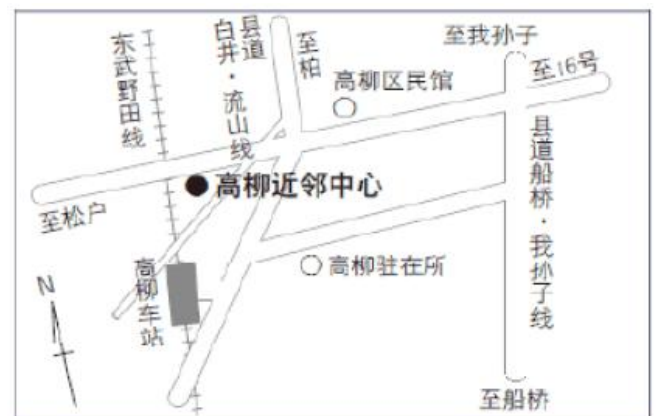 东武野田线
县道
白井·流山线
至柏
高柳区民馆
至我孙子
至16号
县道船桥·我孙子线
高柳近邻中心
至松户
高柳驻在所
高柳车站
N
至船桥